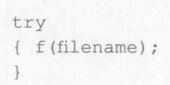 try
{ f(filename);
}